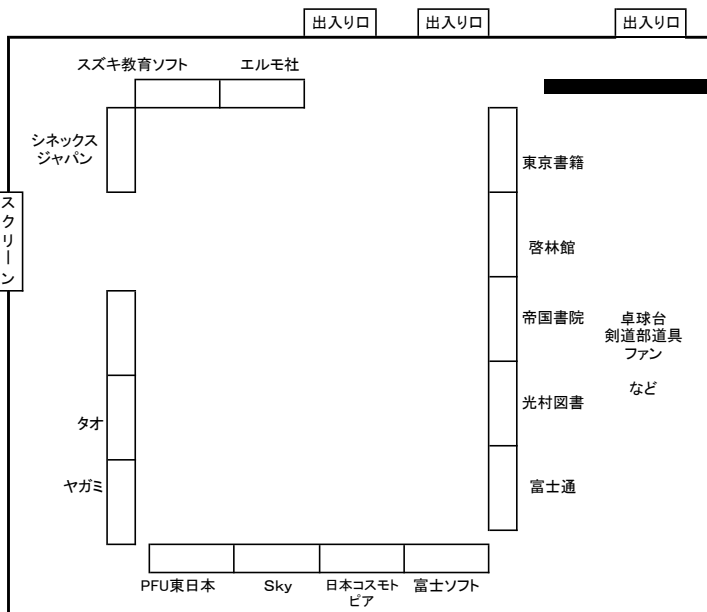 出入り口
出入り口
出入り口
スズキ教育ソフト
エルモ社
シネックス
ジャパン
東京書籍
スクリーン
啓林館
帝国書院
卓球台
剣道部道具
ファン
など
光村図書
タオ
ヤガミ
富士通
PFU東日本
Sky
日本コスモト
ピア
富士ソフト